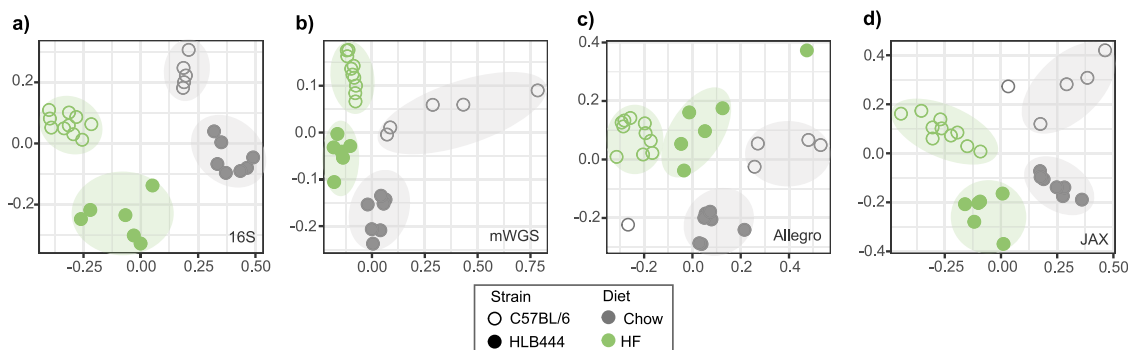 a)
0.2
0.0
-0.2
-0.25
0.00
0.25
0.50
16S
b)
0.1
0.0
-0.1
-0.2
0.00
0.25
0.50
0.75
mWGS
c)
0.4
0.2
0.0
-0.2
-0.2
0.0
0.2
0.4
Allegro
d)
0.4
0.2
0.0
-0.2
-0.4
-0.25
0.00
0.25
0.50
JAX
Strain
C57BL/6
HLB444
Diet
Chow
HF